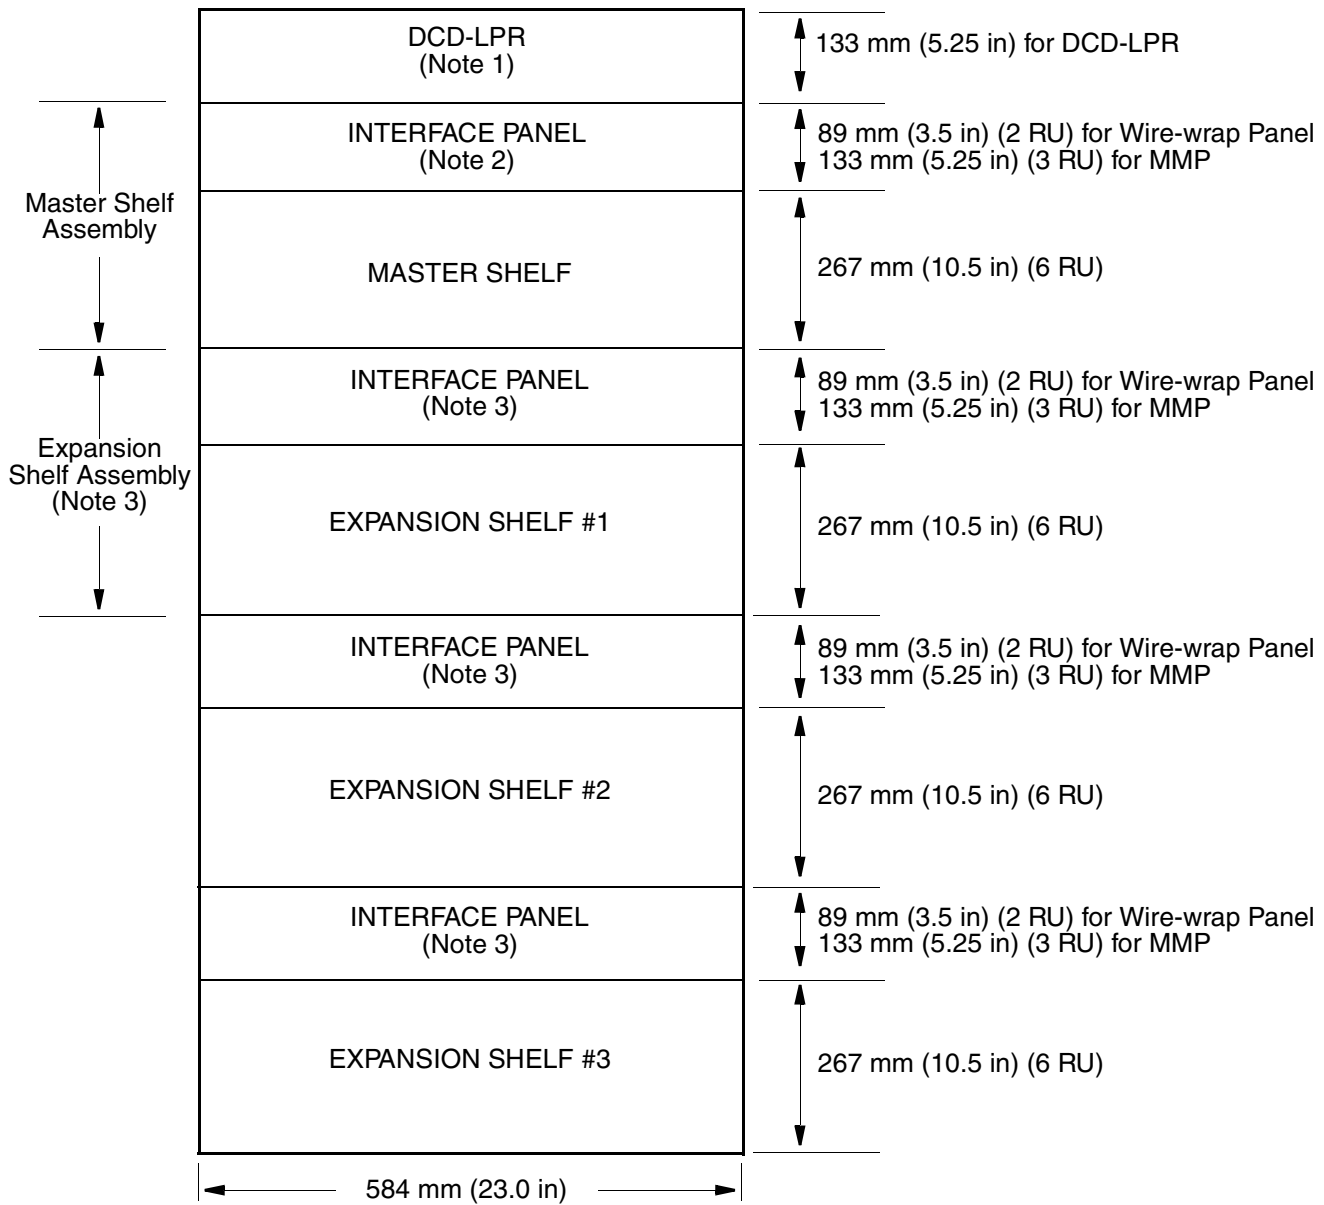 DCD-LPR
(Note 1)
133 mm (5.25 in) for DCD-LPR
INTERFACE PANEL
(Note 2)
89 mm (3.5 in) (2 RU) for Wire-wrap Panel
133 mm (5.25 in) (3 RU) for MMP
Master Shelf
Assembly
MASTER SHELF
267 mm (10.5 in) (6 RU)
INTERFACE PANEL
(Note 3)
89 mm (3.5 in) (2 RU) for Wire-wrap Panel
133 mm (5.25 in) (3 RU) for MMP
Expansion
Shelf Assembly
(Note 3)
EXPANSION SHELF #1
267 mm (10.5 in) (6 RU)
INTERFACE PANEL
(Note 3)
89 mm (3.5 in) (2 RU) for Wire-wrap Panel
133 mm (5.25 in) (3 RU) for MMP
EXPANSION SHELF #2
267 mm (10.5 in) (6 RU)
INTERFACE PANEL
(Note 3)
89 mm (3.5 in) (2 RU) for Wire-wrap Panel
133 mm (5.25 in) (3 RU) for MMP
EXPANSION SHELF #3
267 mm (10.5 in) (6 RU)
584 mm (23.0 in)